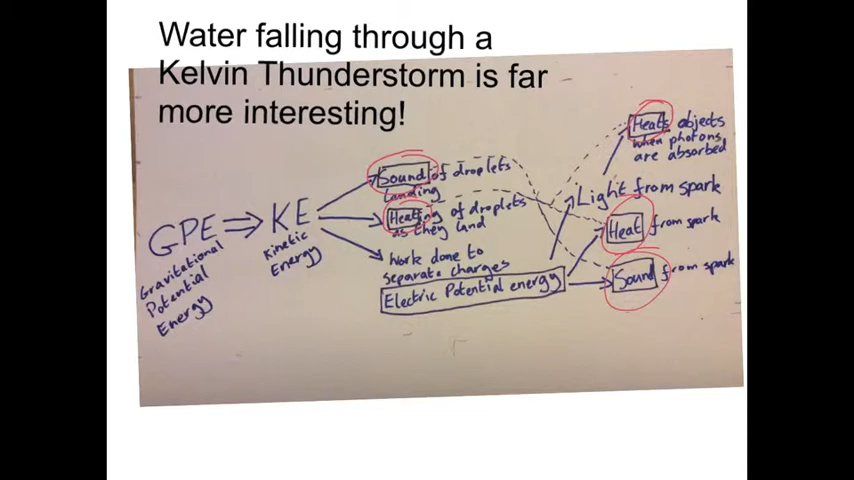 Water falling through a
Kelvin Thunderstorm is far
more interesting!
GPE ⇒ KE
Gravitational
Potential
Energy
Kinetic
Energy
Sound of droplets
landing
Heating of droplets
as they land
Work done to
separate charges
Electric Potential energy
Heats objects
when photons
are absorbed
Light from spark
Heat from spark
Sound from spark